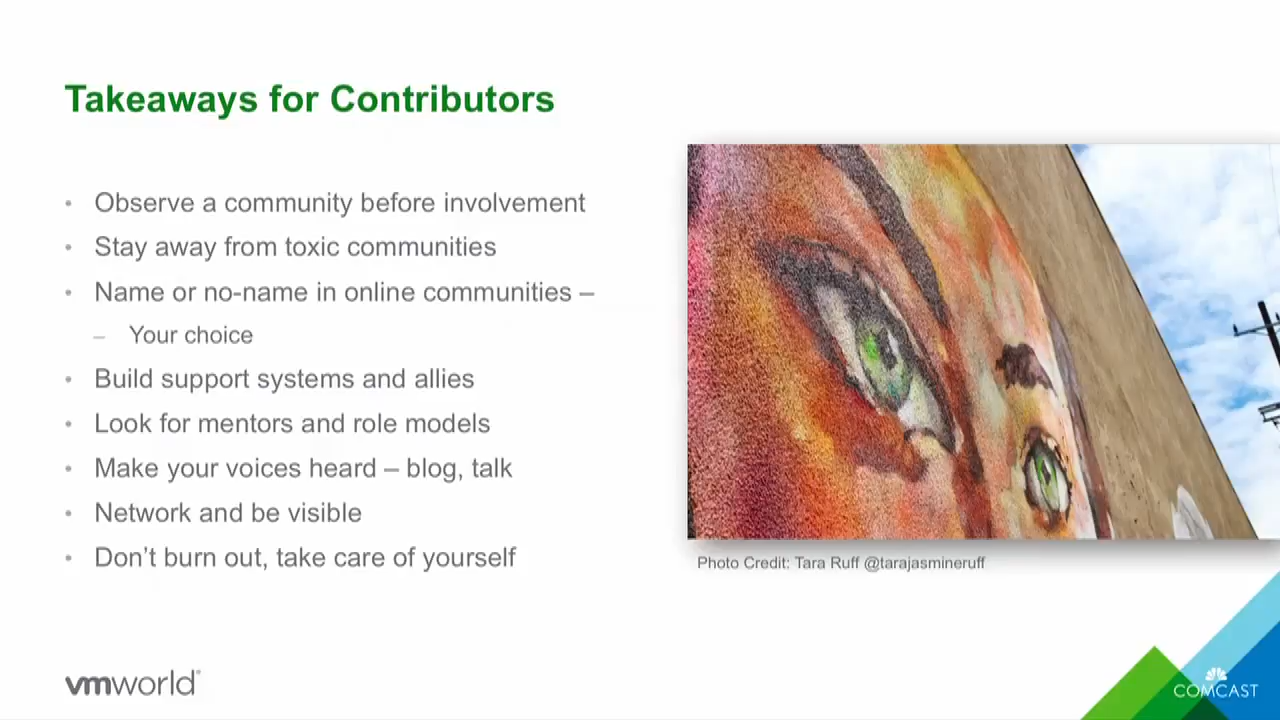 Takeaways for Contributors
• Observe a community before involvement
• Stay away from toxic communities
• Name or no-name in online communities –
– Your choice
• Build support systems and allies
• Look for mentors and role models
• Make your voices heard – blog, talk
• Network and be visible
• Don’t burn out, take care of yourself
Photo Credit: Tara Ruff @tarajasmineruff
vmworld®
COMCAST